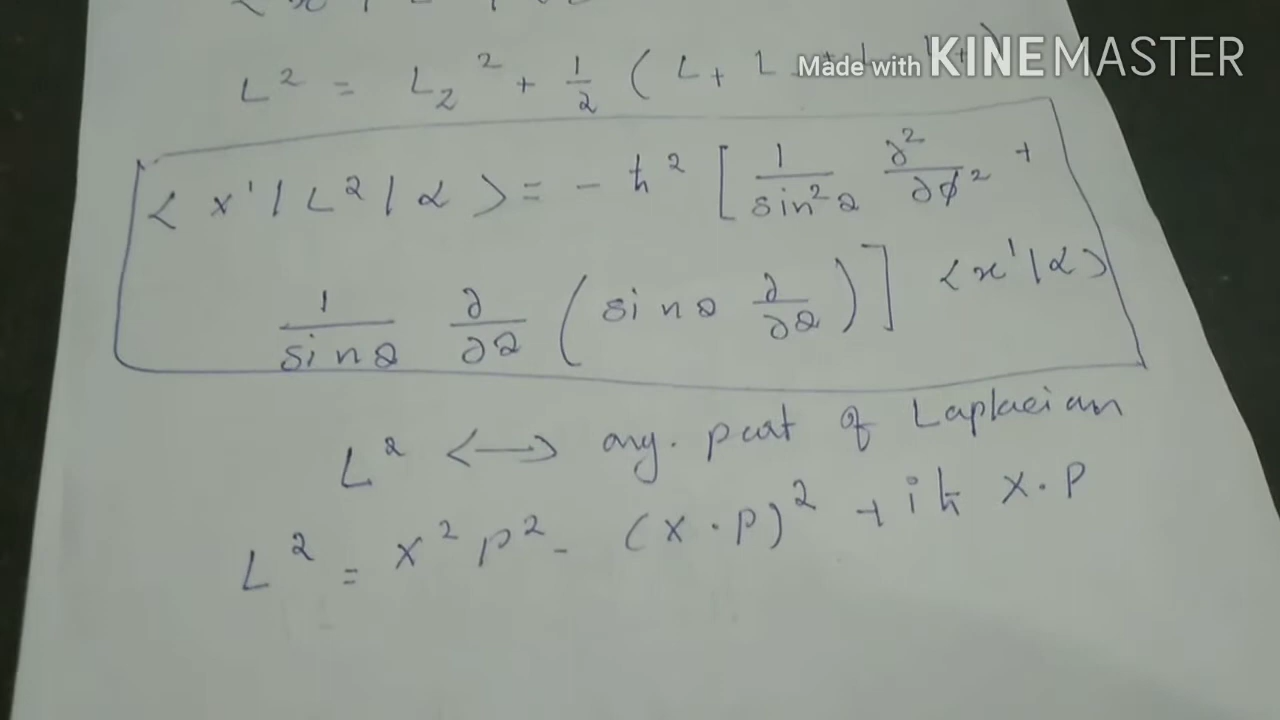 L² = L_z² + 1/2 ( L+ L
Made with KINEMASTER
< x' | L² | α > = - ħ² [ 1/sin²θ ∂²/∂φ² +
1/sinθ ∂/∂θ ( sinθ ∂/∂θ ) ] < x' | α >
L² <—> ang. part of Laplacian
L² = x² p² - (x · p)² + iħ x · p